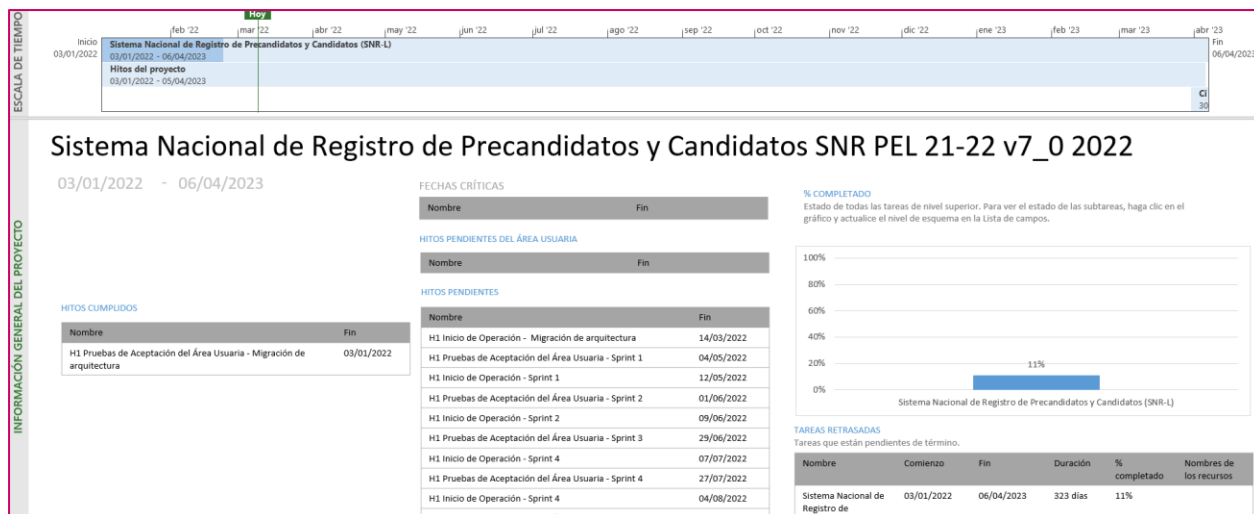 ESCALA DE TIEMPO
Hoy
feb '22 mar '22 abr '22 may '22 jun '22 jul '22 ago '22 sep '22 oct '22 nov '22 dic '22 ene '23 feb '23 mar '23 abr '23
Inicio
03/01/2022
Sistema Nacional de Registro de Precandidatos y Candidatos (SNR-L)
03/01/2022 - 06/04/2023
Fin
06/04/2023
Hitos del proyecto
03/01/2022 - 05/04/2023
Ci
30
INFORMACIÓN GENERAL DEL PROYECTO
Sistema Nacional de Registro de Precandidatos y Candidatos SNR PEL 21-22 v7_0 2022
03/01/2022 - 06/04/2023
HITOS CUMPLIDOS
Nombre Fin
H1 Pruebas de Aceptación del Área Usuaria - Migración de arquitectura 03/01/2022
FECHAS CRÍTICAS
Nombre Fin
HITOS PENDIENTES DEL ÁREA USUARIA
Nombre Fin
HITOS PENDIENTES
Nombre Fin
H1 Inicio de Operación - Migración de arquitectura 14/03/2022
H1 Pruebas de Aceptación del Área Usuaria - Sprint 1 04/05/2022
H1 Inicio de Operación - Sprint 1 12/05/2022
H1 Pruebas de Aceptación del Área Usuaria - Sprint 2 01/06/2022
H1 Inicio de Operación - Sprint 2 09/06/2022
H1 Pruebas de Aceptación del Área Usuaria - Sprint 3 29/06/2022
H1 Inicio de Operación - Sprint 4 07/07/2022
H1 Pruebas de Aceptación del Área Usuaria - Sprint 4 27/07/2022
H1 Inicio de Operación - Sprint 4 04/08/2022
% COMPLETADO
Estado de todas las tareas de nivel superior. Para ver el estado de las subtareas, haga clic en el
gráfico y actualice el nivel de esquema en la Lista de campos.
100%
80%
60%
40%
20%
0%
11%
Sistema Nacional de Registro de Precandidatos y Candidatos (SNR-L)
TAREAS RETRASADAS
Tareas que están pendientes de término.
Nombre Comienzo Fin Duración % completado Nombres de los recursos
Sistema Nacional de 03/01/2022 06/04/2023 323 días 11%
Registro de